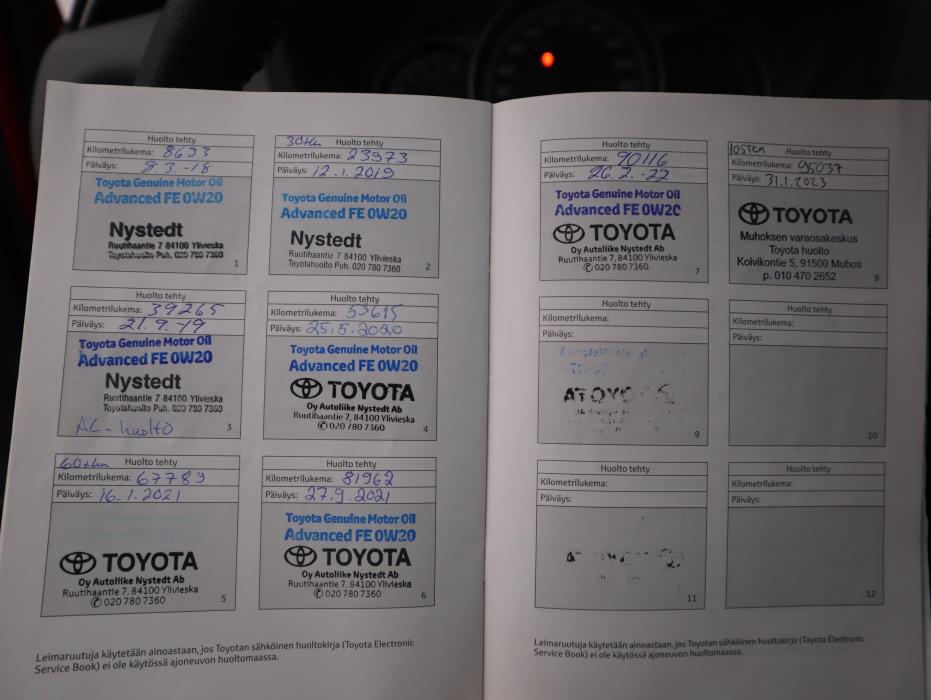 Huolto tehty
Kilometrilukema: 8633
Päiväys: 8.3.-18
Toyota Genuine Motor Oil
Advanced FE 0W20
Nystedt
Ruutihaantie 7 84100 Ylivieska
Toyotahuolto Puh. 020 780 7360
1
30tkm Huolto tehty
Kilometrilukema: 23973
Päiväys: 12.1.2019
Toyota Genuine Motor Oil
Advanced FE 0W20
Nystedt
Ruutihaantie 7 84100 Ylivieska
Toyotahuolto Puh. 020 780 7360
2
Huolto tehty
Kilometrilukema: 39265
Päiväys: 21.9.-19
Toyota Genuine Motor Oil
Advanced FE 0W20
Nystedt
Ruutihaantie 7 84100 Ylivieska
Toyotahuolto Puh. 020 780 7360
AC-huolto
3
Huolto tehty
Kilometrilukema: 53615
Päiväys: 25.5.2020
Toyota Genuine Motor Oil
Advanced FE 0W20
TOYOTA
Oy Autoliike Nystedt Ab
Ruutihaantie 7, 84100 Ylivieska
✆ 020 780 7360
4
60tkm Huolto tehty
Kilometrilukema: 67789
Päiväys: 16.1.2021
TOYOTA
Oy Autoliike Nystedt Ab
Ruutihaantie 7, 84100 Ylivieska
✆ 020 780 7360
5
Huolto tehty
Kilometrilukema: 81962
Päiväys: 27.9.2021
Toyota Genuine Motor Oil
Advanced FE 0W20
TOYOTA
Oy Autoliike Nystedt Ab
Ruutihaantie 7, 84100 Ylivieska
✆ 020 780 7360
6
Leimaruutuja käytetään ainoastaan, jos Toyotan sähköinen huoltokirja (Toyota Electronic
Service Book) ei ole käytössä ajoneuvon huoltomaassa.
Huolto tehty
Kilometrilukema: 90116
Päiväys: 26.2.-22
Toyota Genuine Motor Oil
Advanced FE 0W20
TOYOTA
Oy Autoliike Nystedt Ab
Ruutihaantie 7, 84100 Ylivieska
✆ 020 780 7360
7
Huolto tehty
Kilometrilukema: 95037
Päiväys: 31.1.2023
TOYOTA
Muhoksen varaosakeskus
Toyota huolto
Koivikontie 5, 91500 Muhos
p. 010 470 2652
8
Huolto tehty
Kilometrilukema:
Päiväys:
9
Huolto tehty
Kilometrilukema:
Päiväys:
10
Huolto tehty
Kilometrilukema:
Päiväys:
11
Huolto tehty
Kilometrilukema:
Päiväys:
12
Leimaruutuja käytetään ainoastaan, jos Toyotan sähköinen huoltokirja (Toyota Electronic
Service Book) ei ole käytössä ajoneuvon huoltomaassa.